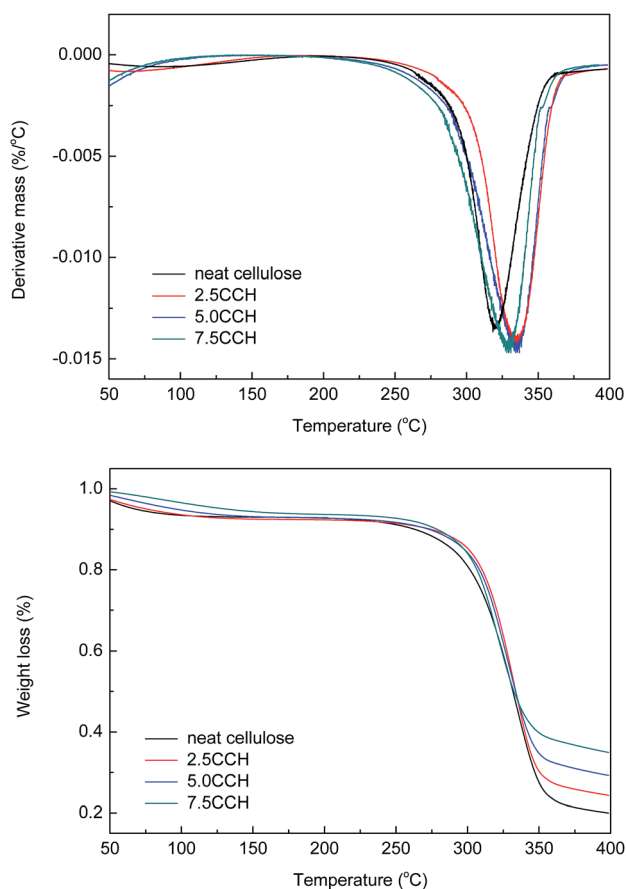 0.000
-0.005
-0.010
-0.015
Derivative mass (%/°C)
neat cellulose
2.5CCH
5.0CCH
7.5CCH
50 100 150 200 250 300 350 400
Temperature (°C)
1.0
0.8
0.6
0.4
0.2
Weight loss (%)
neat cellulose
2.5CCH
5.0CCH
7.5CCH
50 100 150 200 250 300 350 400
Temperature (°C)